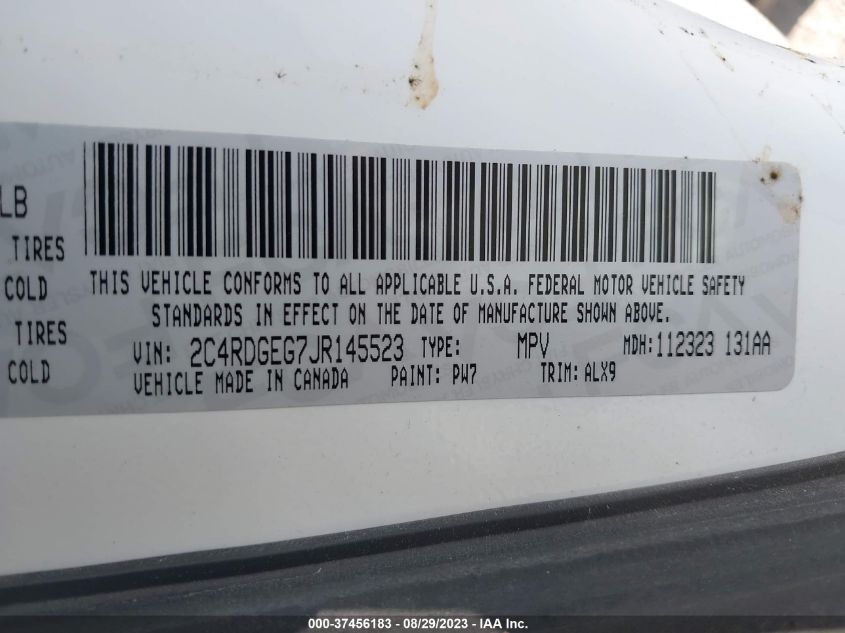 LB
TIRES
COLD
TIRES
COLD
THIS VEHICLE CONFORMS TO ALL APPLICABLE U.S.A. FEDERAL MOTOR VEHICLE SAFETY
STANDARDS IN EFFECT ON THE DATE OF MANUFACTURE SHOWN ABOVE.
VIN: 2C4RDGEG7JR145523 TYPE: MPV MDH:112323 131AA
VEHICLE MADE IN CANADA PAINT: PW7 TRIM:ALX9
000-37456183 - 08/29/2023 - IAA Inc.